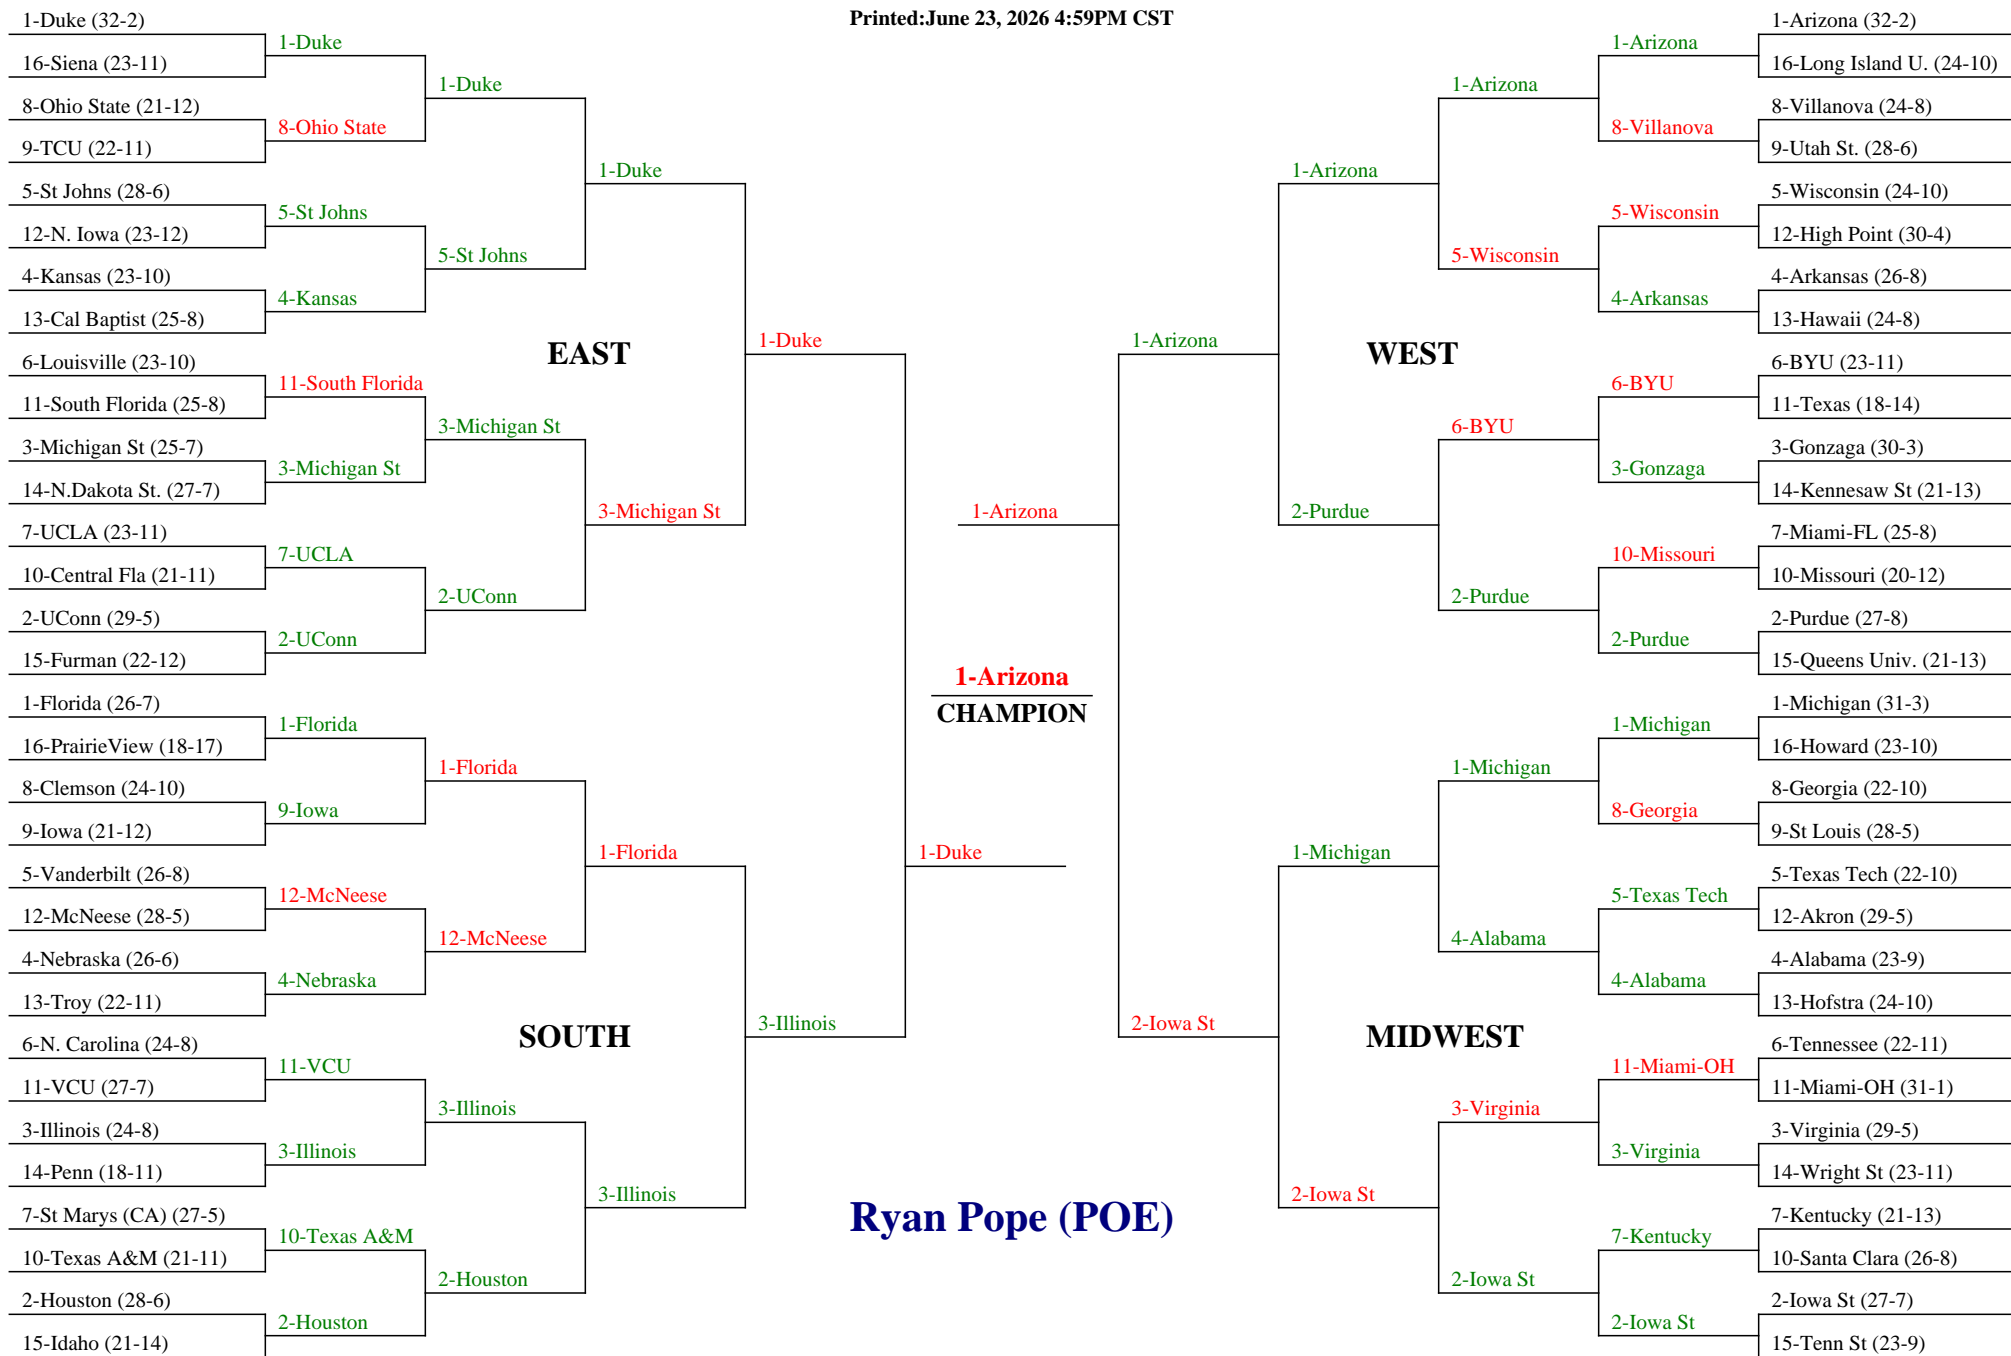 Printed:June 23, 2026 4:59PM CST
1-Duke (32-2)
16-Siena (23-11)
8-Ohio State (21-12)
9-TCU (22-11)
5-St Johns (28-6)
12-N. Iowa (23-12)
4-Kansas (23-10)
13-Cal Baptist (25-8)
6-Louisville (23-10)
11-South Florida (25-8)
3-Michigan St (25-7)
14-N.Dakota St. (27-7)
7-UCLA (23-11)
10-Central Fla (21-11)
2-UConn (29-5)
15-Furman (22-12)
1-Florida (26-7)
16-PrairieView (18-17)
8-Clemson (24-10)
9-Iowa (21-12)
5-Vanderbilt (26-8)
12-McNeese (28-5)
4-Nebraska (26-6)
13-Troy (22-11)
6-N. Carolina (24-8)
11-VCU (27-7)
3-Illinois (24-8)
14-Penn (18-11)
7-St Marys (CA) (27-5)
10-Texas A&M (21-11)
2-Houston (28-6)
15-Idaho (21-14)
1-Duke
8-Ohio State
5-St Johns
4-Kansas
11-South Florida
3-Michigan St
7-UCLA
2-UConn
1-Florida
9-Iowa
12-McNeese
4-Nebraska
11-VCU
3-Illinois
10-Texas A&M
2-Houston
1-Duke
5-St Johns
3-Michigan St
2-UConn
1-Florida
12-McNeese
3-Illinois
2-Houston
EAST
SOUTH
1-Duke
3-Michigan St
1-Florida
3-Illinois
1-Duke
3-Illinois
1-Arizona
1-Arizona
CHAMPION
1-Duke
Ryan Pope (POE)
1-Arizona
2-Iowa St
1-Arizona
2-Purdue
1-Michigan
2-Iowa St
WEST
MIDWEST
1-Arizona
5-Wisconsin
6-BYU
2-Purdue
1-Michigan
4-Alabama
3-Virginia
2-Iowa St
1-Arizona
8-Villanova
5-Wisconsin
4-Arkansas
6-BYU
3-Gonzaga
10-Missouri
2-Purdue
1-Michigan
8-Georgia
5-Texas Tech
4-Alabama
11-Miami-OH
3-Virginia
7-Kentucky
2-Iowa St
1-Arizona (32-2)
16-Long Island U. (24-10)
8-Villanova (24-8)
9-Utah St. (28-6)
5-Wisconsin (24-10)
12-High Point (30-4)
4-Arkansas (26-8)
13-Hawaii (24-8)
6-BYU (23-11)
11-Texas (18-14)
3-Gonzaga (30-3)
14-Kennesaw St (21-13)
7-Miami-FL (25-8)
10-Missouri (20-12)
2-Purdue (27-8)
15-Queens Univ. (21-13)
1-Michigan (31-3)
16-Howard (23-10)
8-Georgia (22-10)
9-St Louis (28-5)
5-Texas Tech (22-10)
12-Akron (29-5)
4-Alabama (23-9)
13-Hofstra (24-10)
6-Tennessee (22-11)
11-Miami-OH (31-1)
3-Virginia (29-5)
14-Wright St (23-11)
7-Kentucky (21-13)
10-Santa Clara (26-8)
2-Iowa St (27-7)
15-Tenn St (23-9)